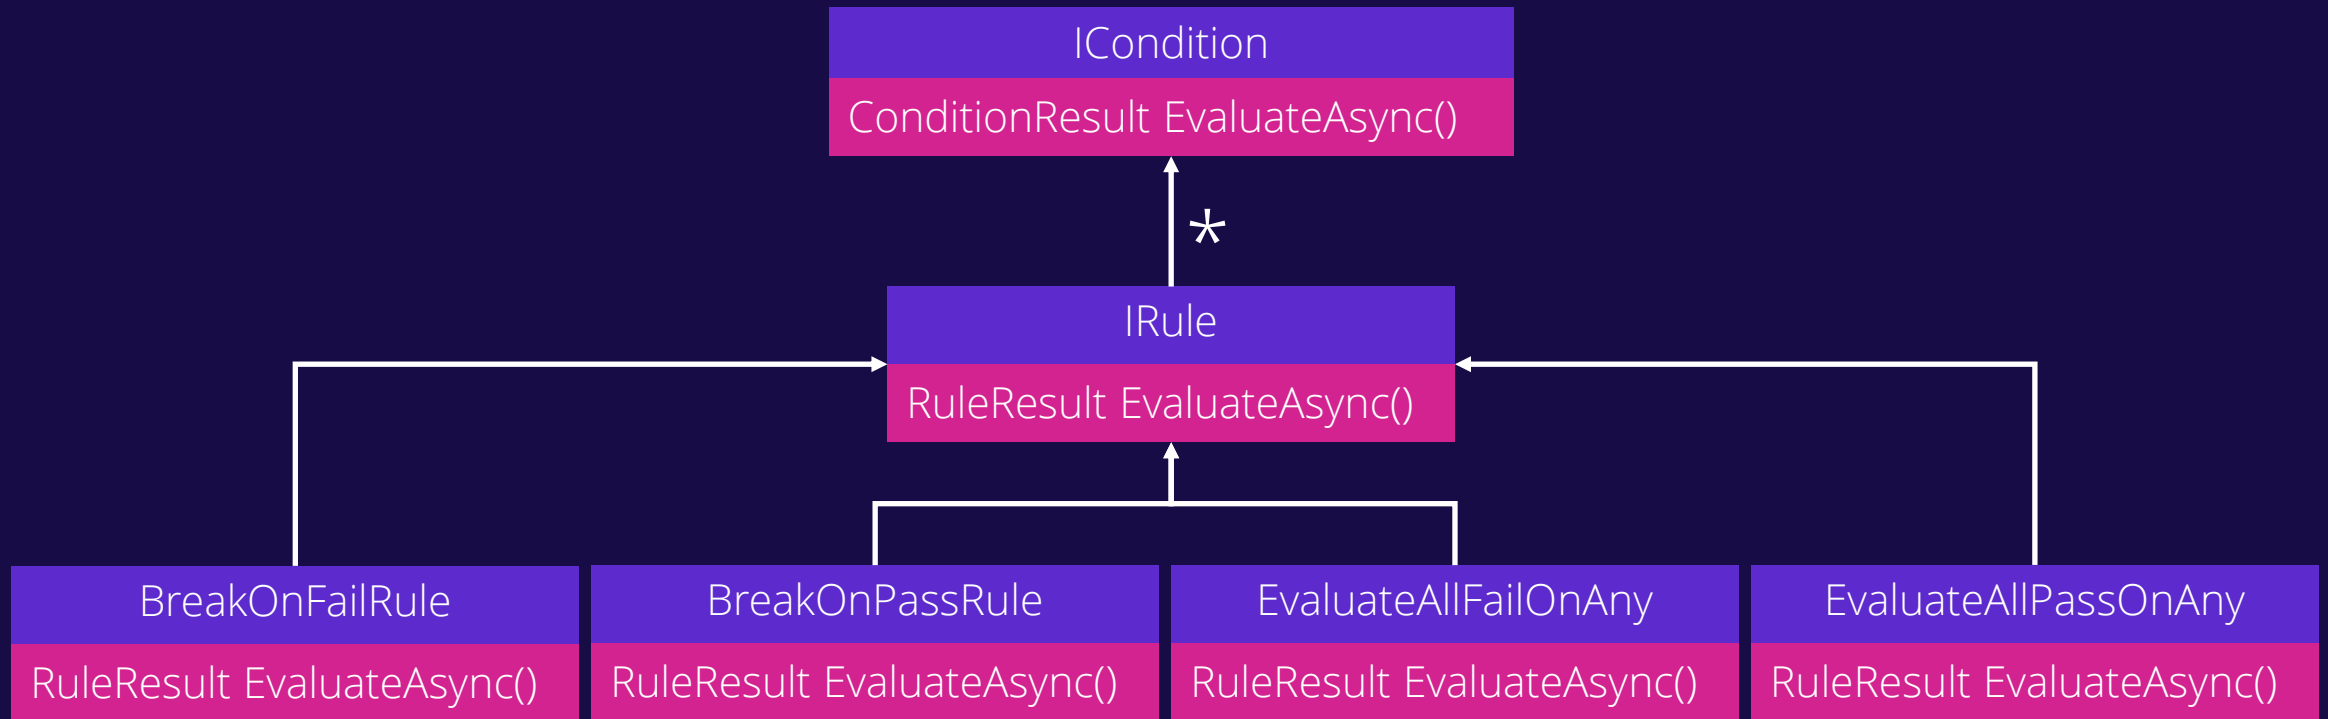 ICondition
ConditionResult EvaluateAsync()
*
IRule
RuleResult EvaluateAsync()
BreakOnFailRule
RuleResult EvaluateAsync()
BreakOnPassRule
RuleResult EvaluateAsync()
EvaluateAllFailOnAny
RuleResult EvaluateAsync()
EvaluateAllPassOnAny
RuleResult EvaluateAsync()